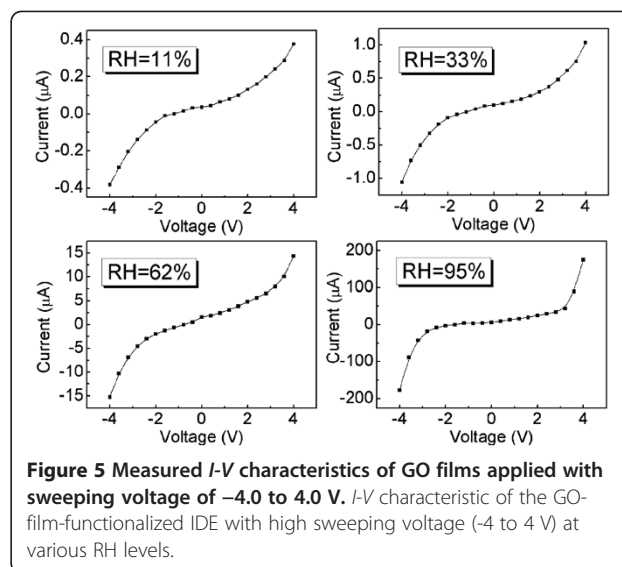 RH=11%
Current (μA)
0.4
0.2
0.0
-0.2
-0.4
-4 -2 0 2 4
Voltage (V)
RH=33%
Current (μA)
1.0
0.5
0.0
-0.5
-1.0
-4 -2 0 2 4
Voltage (V)
RH=62%
Current (μA)
15
10
5
0
-5
-10
-15
-4 -2 0 2 4
Voltage (V)
RH=95%
Current (μA)
200
100
0
-100
-200
-4 -2 0 2 4
Voltage (V)
Figure 5 Measured I-V characteristics of GO films applied with
sweeping voltage of −4.0 to 4.0 V. I-V characteristic of the GO-
film-functionalized IDE with high sweeping voltage (-4 to 4 V) at
various RH levels.